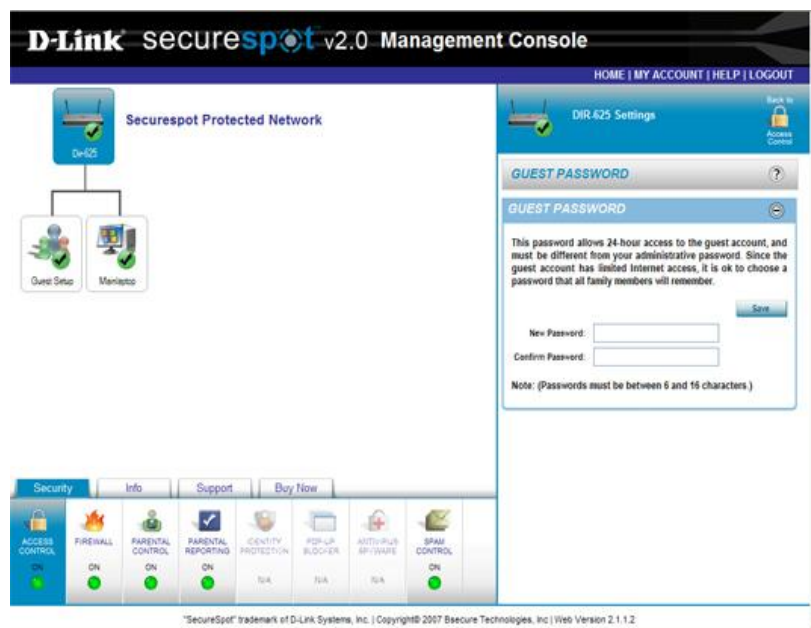 D-Link securespot v2.0 Management Console
HOME | MY ACCOUNT | HELP | LOGOUT
Dir-625
Securespot Protected Network
Guest Setup
Manlaptop
DIR-625 Settings
Back to
Access
Control
GUEST PASSWORD
?
GUEST PASSWORD
This password allows 24-hour access to the guest account, and
must be different from your administrative password. Since the
guest account has limited Internet access, it is ok to choose a
password that all family members will remember.
Save
New Password:
Confirm Password:
Note: (Passwords must be between 6 and 16 characters.)
Security
Info
Support
Buy Now
ACCESS
CONTROL
ON
FIREWALL
ON
PARENTAL
CONTROL
ON
PARENTAL
REPORTING
ON
IDENTITY
PROTECTION
N/A
POP-UP
BLOCKER
N/A
ANTIVIRUS
SPYWARE
N/A
SPAM
CONTROL
ON
"SecureSpot" trademark of D-Link Systems, Inc. | Copyright© 2007 Bsecure Technologies, Inc | Web Version 2.1.1.2